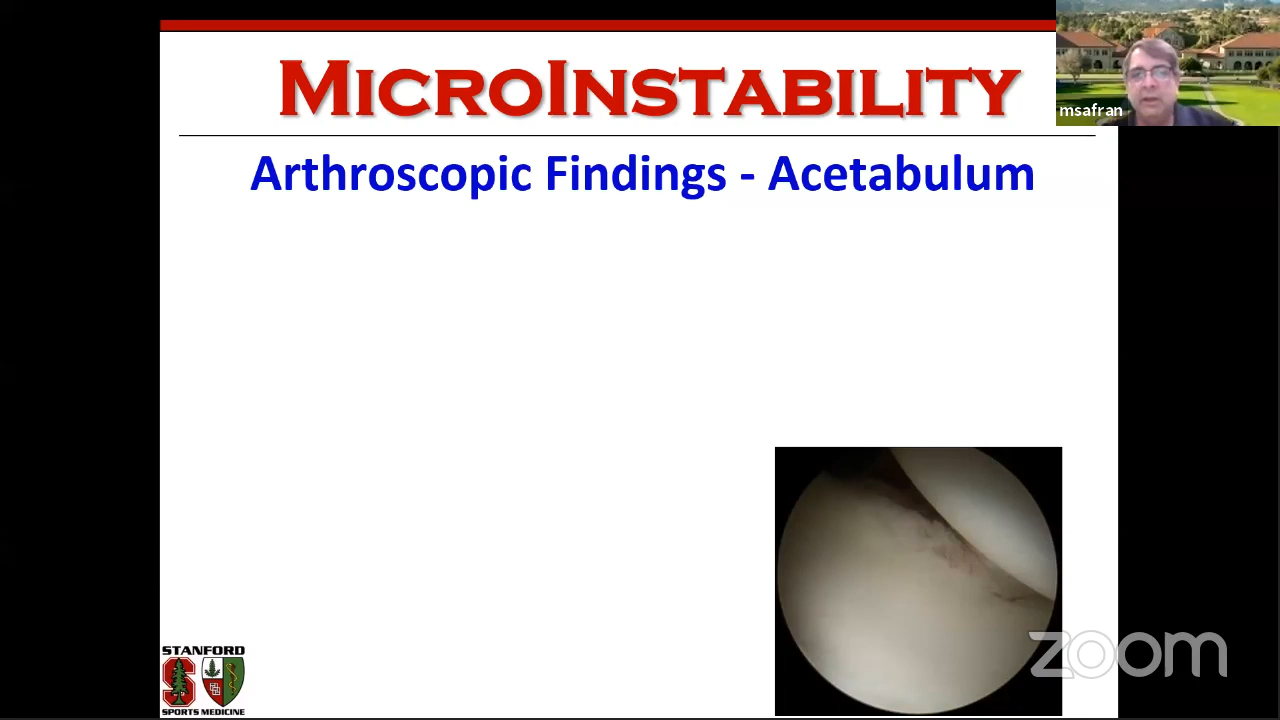 MICROINSTABILITY
msafran
Arthroscopic Findings - Acetabulum
STANFORD
S
SPORTS MEDICINE
zoom